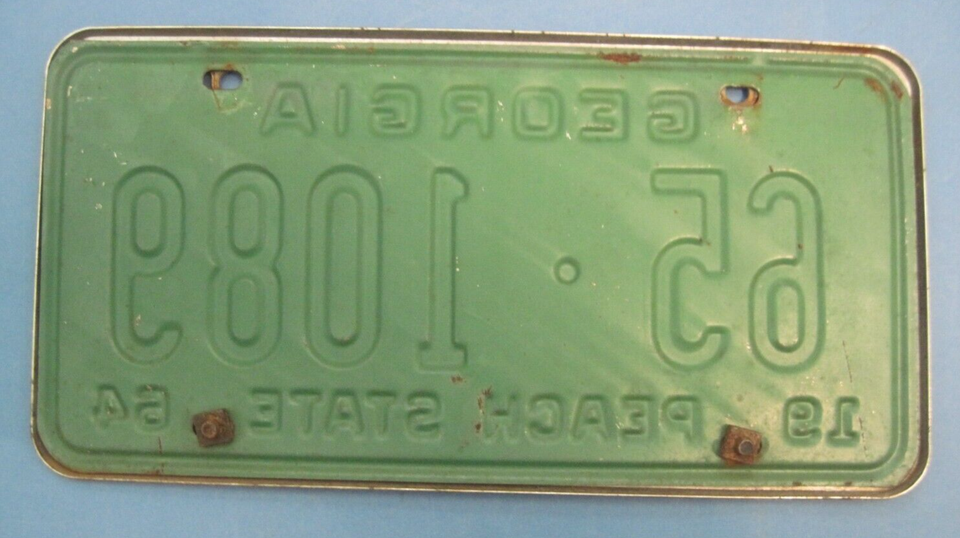 GEORGIA
65 · 1089
19 PEACH STATE 64